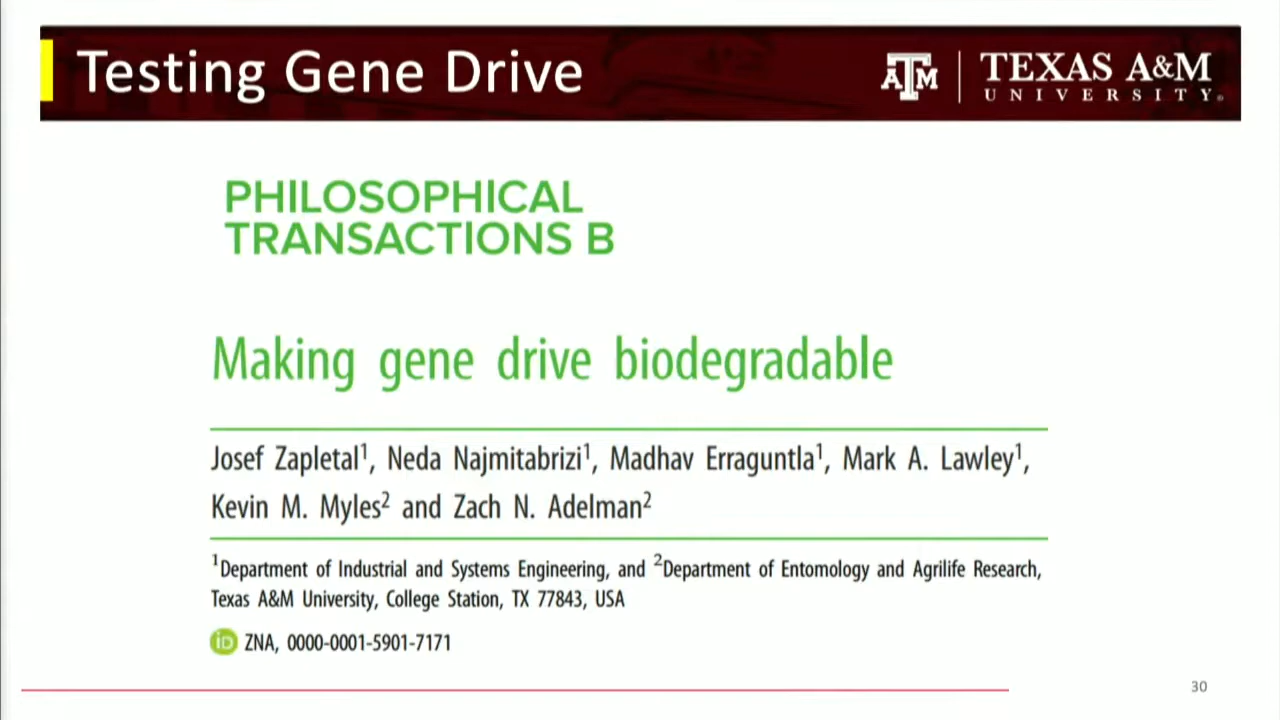 Testing Gene Drive
ATM
TEXAS A&M
UNIVERSITY®
PHILOSOPHICAL
TRANSACTIONS B
Making gene drive biodegradable
Josef Zapletal¹, Neda Najmitabrizi¹, Madhav Erraguntla¹, Mark A. Lawley¹,
Kevin M. Myles² and Zach N. Adelman²
¹Department of Industrial and Systems Engineering, and ²Department of Entomology and Agrilife Research,
Texas A&M University, College Station, TX 77843, USA
iD ZNA, 0000-0001-5901-7171
30